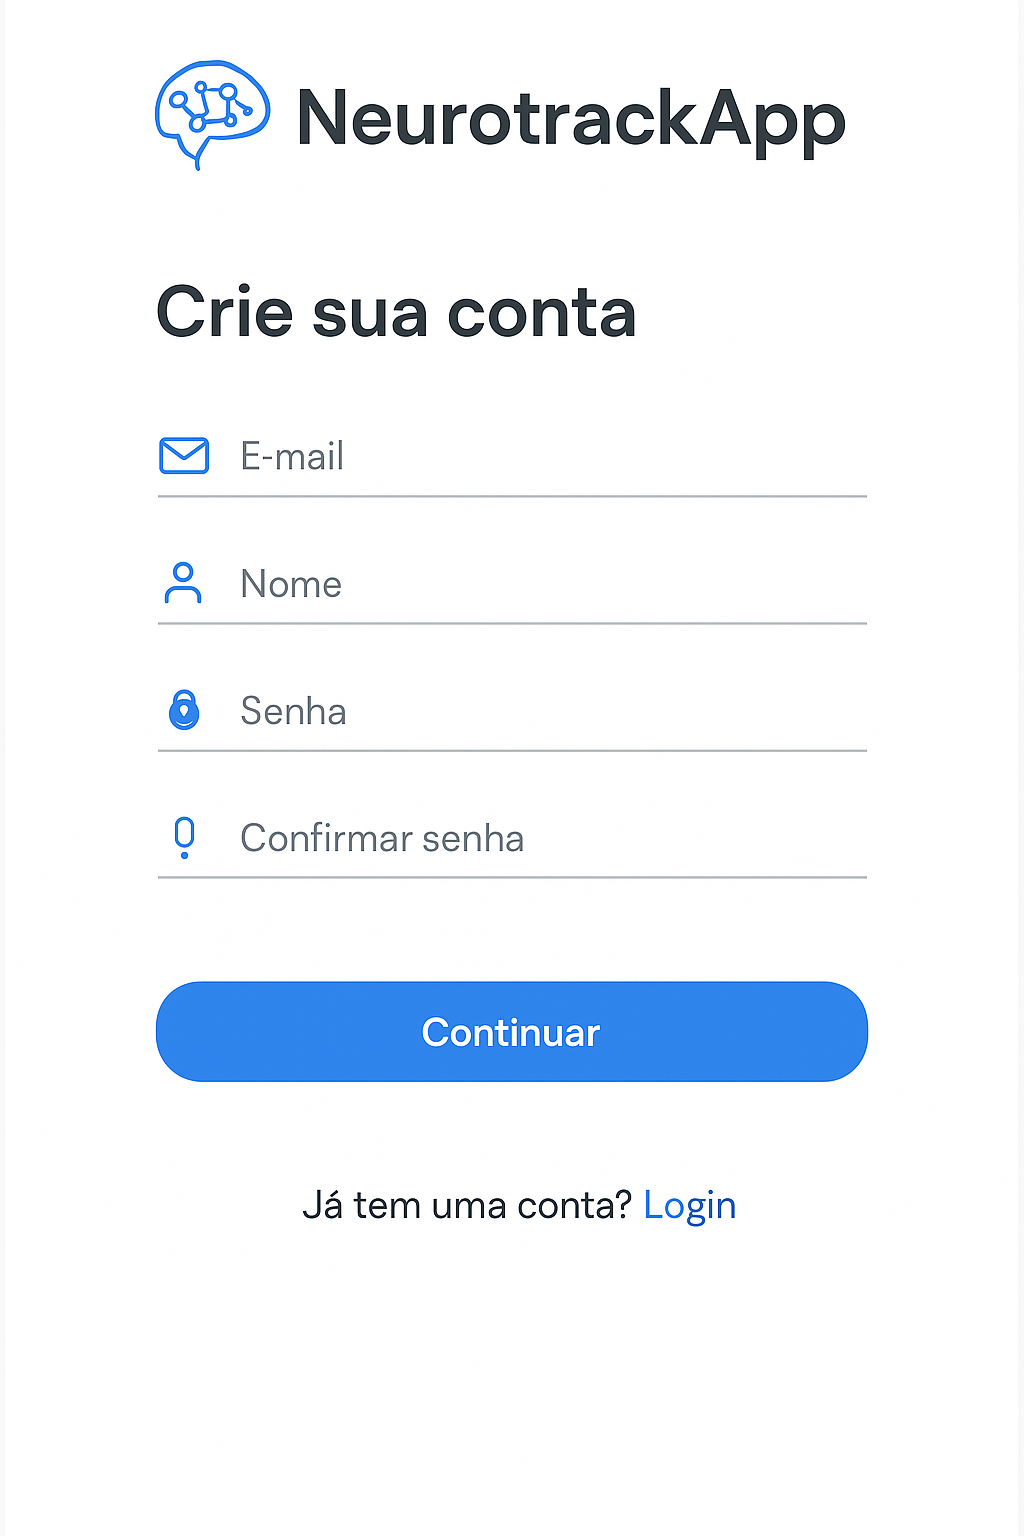 NeurotrackApp
Crie sua conta
E-mail
Nome
Senha
Confirmar senha
Continuar
Já tem uma conta? Login